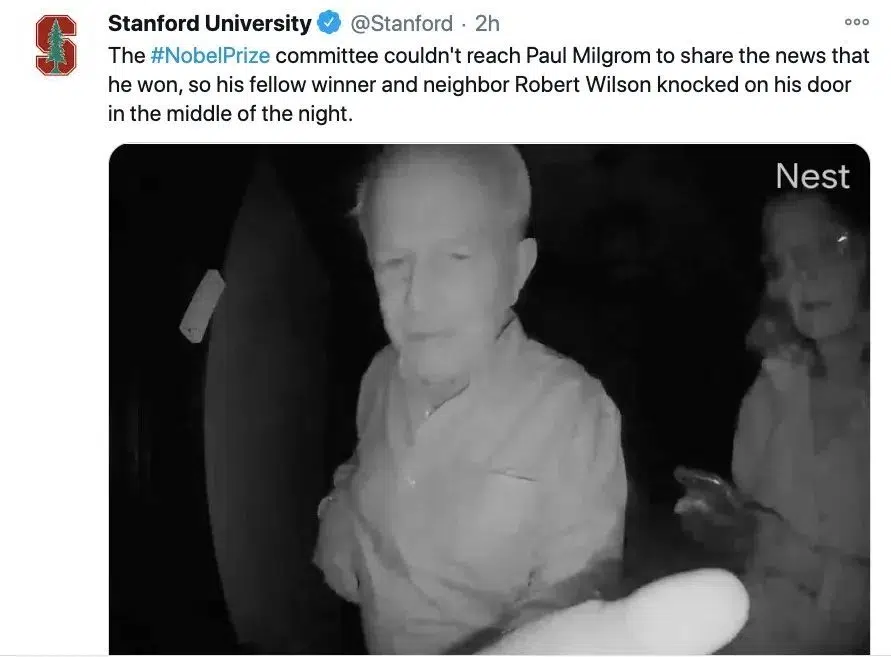 Stanford University @Stanford · 2h
The #NobelPrize committee couldn't reach Paul Milgrom to share the news that
he won, so his fellow winner and neighbor Robert Wilson knocked on his door
in the middle of the night.
Nest